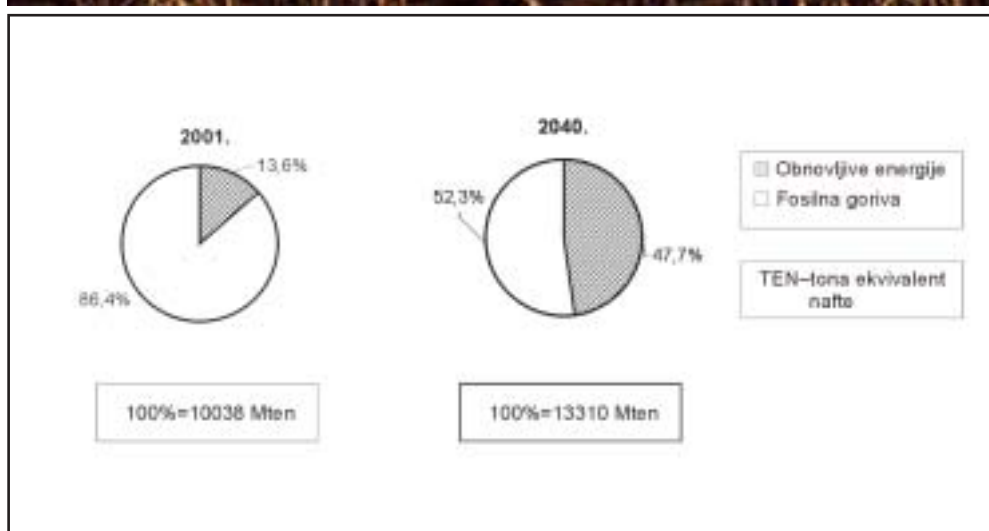 2001.
13,6%
86,4%
100%=10038 Mten
2040.
52,3%
47,7%
100%=13310 Mten
Obnovljive energije
Fosilna goriva
TEN–tona ekvivalent
nafte